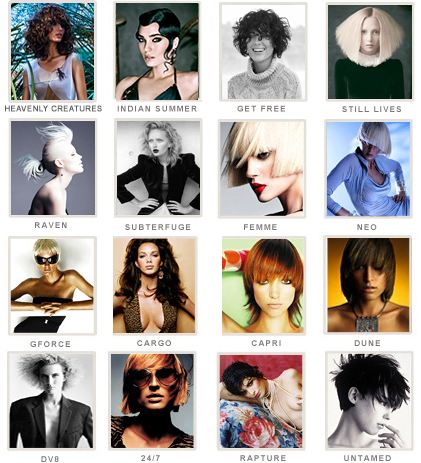 HEAVENLY CREATURES INDIAN SUMMER GET FREE STILL LIVES
RAVEN SUBTERFUGE FEMME NEO
GFORCE CARGO CAPRI DUNE
DV8 24/7 RAPTURE UNTAMED